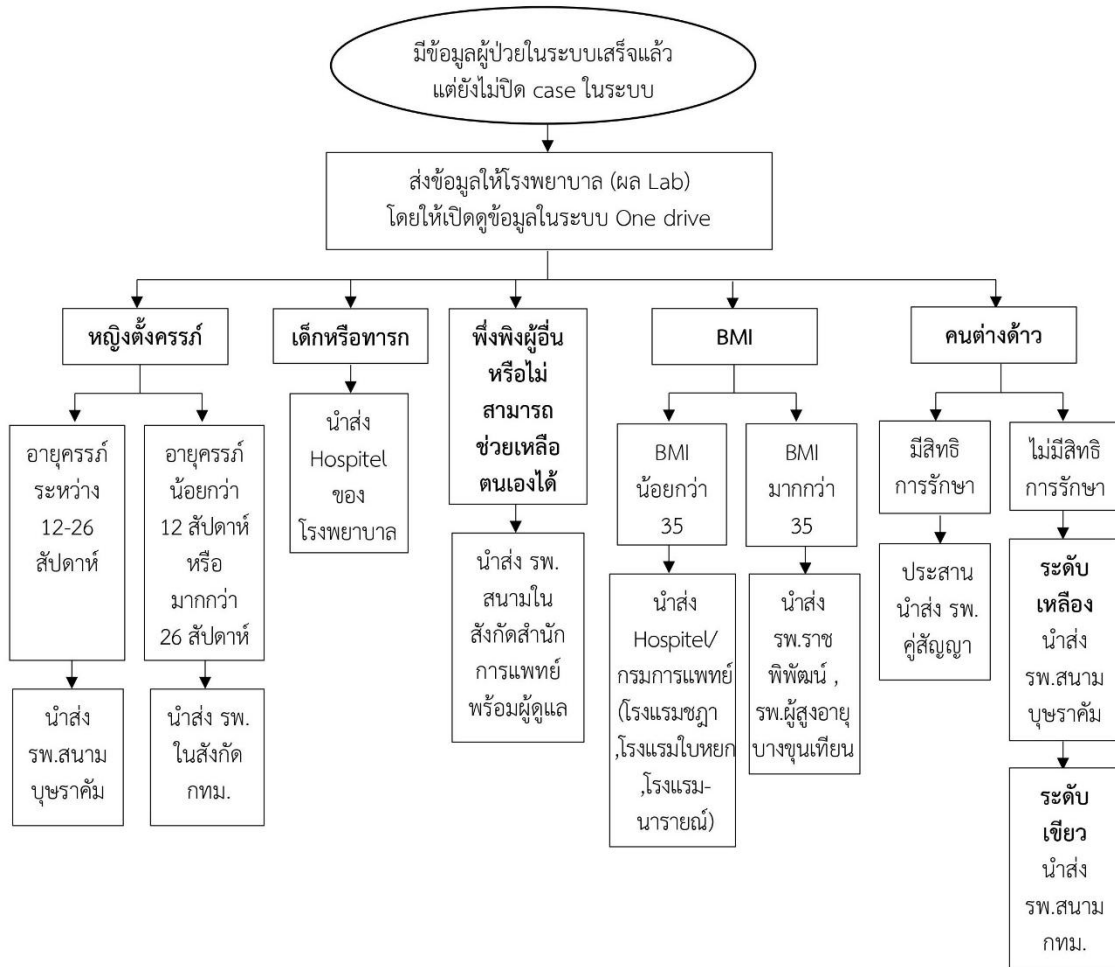 มีข้อมูลผู้ป่วยในระบบเสร็จแล้ว
แต่ยังไม่ปิด case ในระบบ
ส่งข้อมูลให้โรงพยาบาล (ผล Lab)
โดยให้เปิดดูข้อมูลในระบบ One drive
หญิงตั้งครรภ์
อายุครรภ์
ระหว่าง
12-26
สัปดาห์
นำส่ง
รพ.สนาม
บุษราคัม
อายุครรภ์
น้อยกว่า
12 สัปดาห์
หรือ
มากกว่า
26 สัปดาห์
นำส่ง รพ.
ในสังกัด
กทม.
เด็กหรือทารก
นำส่ง
Hospitel
ของ
โรงพยาบาล
พึ่งพิงผู้อื่น
หรือไม่
สามารถ
ช่วยเหลือ
ตนเองได้
นำส่ง รพ.
สนามใน
สังกัดสำนัก
การแพทย์
พร้อมผู้ดูแล
BMI
BMI
น้อยกว่า
35
นำส่ง
Hospitel/
กรมการแพทย์
(โรงแรมชฎา
,โรงแรมใบหยก
,โรงแรม-
นารายณ์)
BMI
มากกว่า
35
นำส่ง
รพ.ราช
พิพัฒน์ ,
รพ.ผู้สูงอายุ
บางขุนเทียน
คนต่างด้าว
มีสิทธิ
การรักษา
ประสาน
นำส่ง รพ.
คู่สัญญา
ไม่มีสิทธิ
การรักษา
ระดับ
เหลือง
นำส่ง
รพ.สนาม
บุษราคัม
ระดับ
เขียว
นำส่ง
รพ.สนาม
กทม.